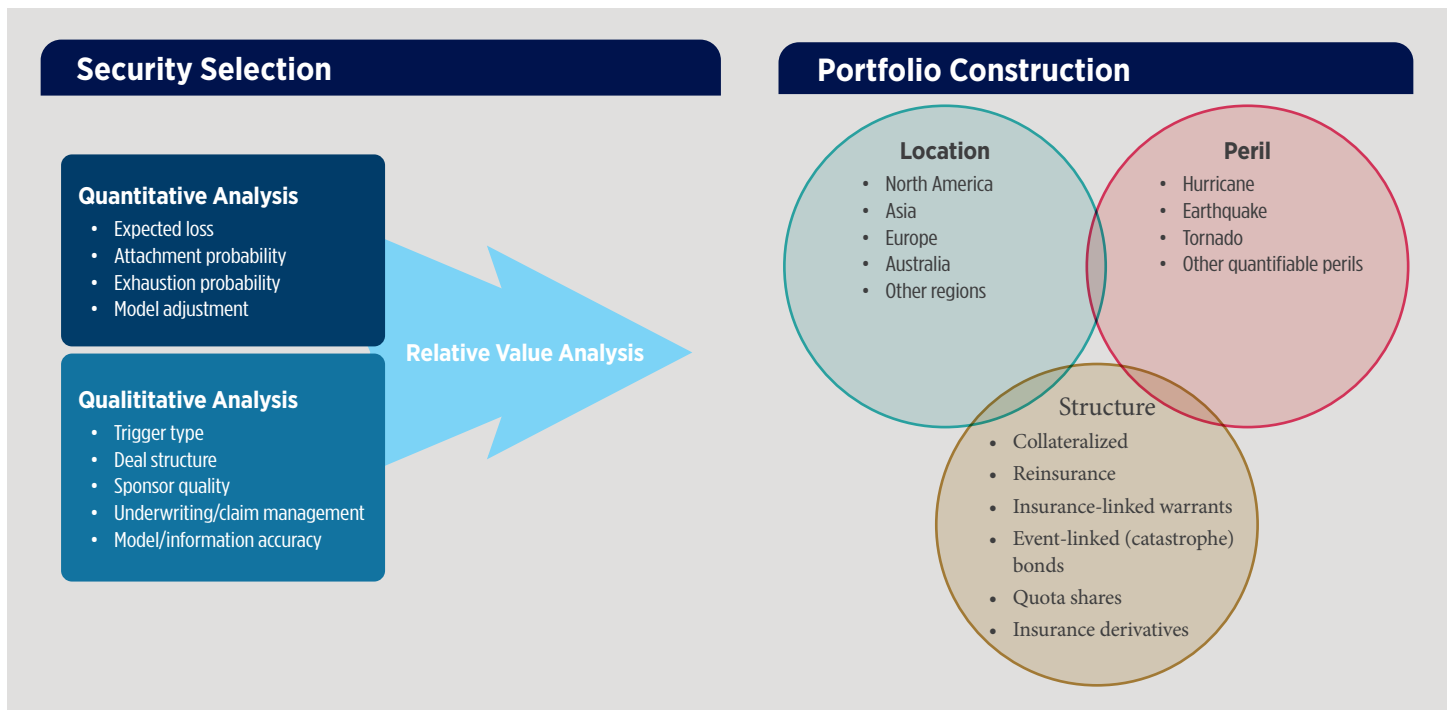 Security Selection
Quantitative Analysis
• Expected loss
• Attachment probability
• Exhaustion probability
• Model adjustment
Qualititative Analysis
• Trigger type
• Deal structure
• Sponsor quality
• Underwriting/claim management
• Model/information accuracy
Relative Value Analysis
Portfolio Construction
Location
• North America
• Asia
• Europe
• Australia
• Other regions
Peril
• Hurricane
• Earthquake
• Tornado
• Other quantifiable perils
Structure
• Collateralized
• Reinsurance
• Insurance-linked warrants
• Event-linked (catastrophe)
bonds
• Quota shares
• Insurance derivatives